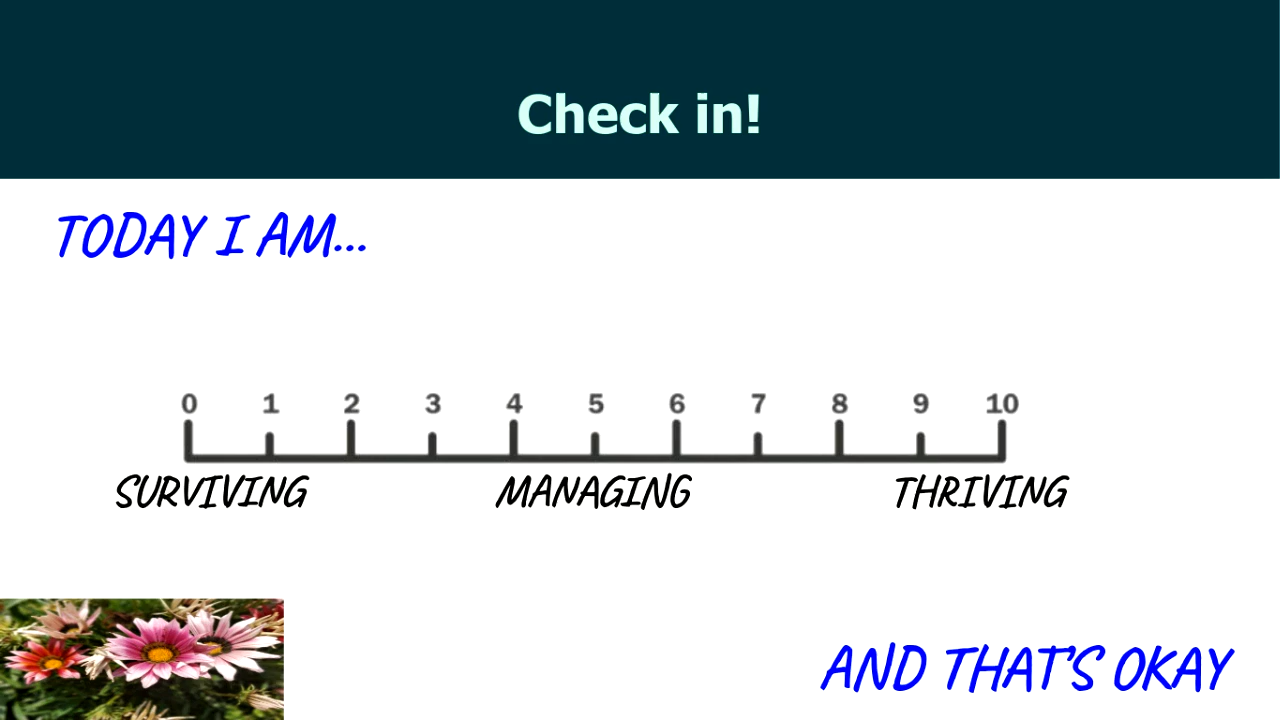 Check in!
TODAY I AM...
0 1 2 3 4 5 6 7 8 9 10
SURVIVING MANAGING THRIVING
AND THAT'S OKAY